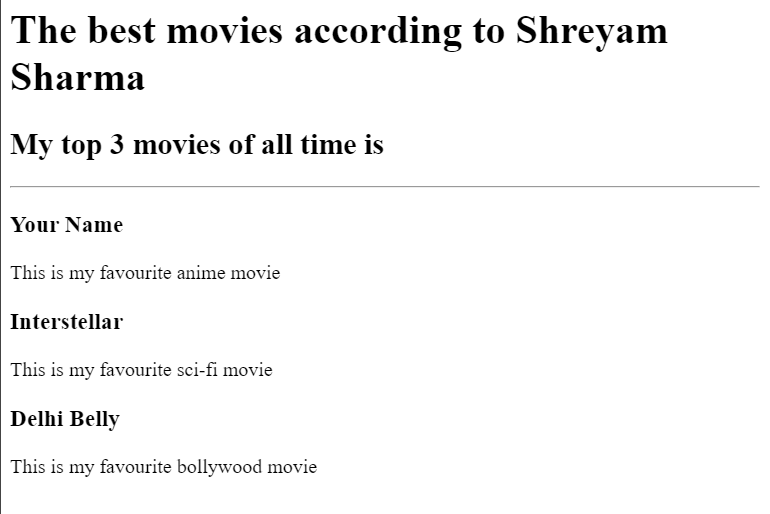 The best movies according to Shreyam
Sharma
My top 3 movies of all time is
Your Name
This is my favourite anime movie
Interstellar
This is my favourite sci-fi movie
Delhi Belly
This is my favourite bollywood movie